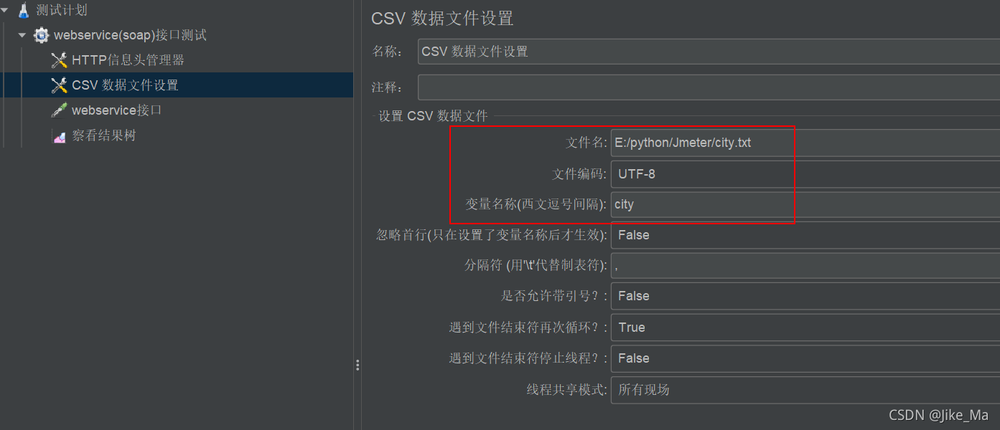 测试计划
webservice(soap)接口测试
HTTP信息头管理器
CSV 数据文件设置
webservice接口
察看结果树
CSV 数据文件设置
名称: CSV 数据文件设置
注释:
设置 CSV 数据文件
文件名: E:/python/Jmeter/city.txt
文件编码: UTF-8
变量名称(西文逗号间隔): city
忽略首行(只在设置了变量名称后才生效): False
分隔符 (用'\t'代替制表符): ,
是否允许带引号?: False
遇到文件结束符再次循环?: True
遇到文件结束符停止线程?: False
线程共享模式: 所有现场
CSDN @Jike_Ma